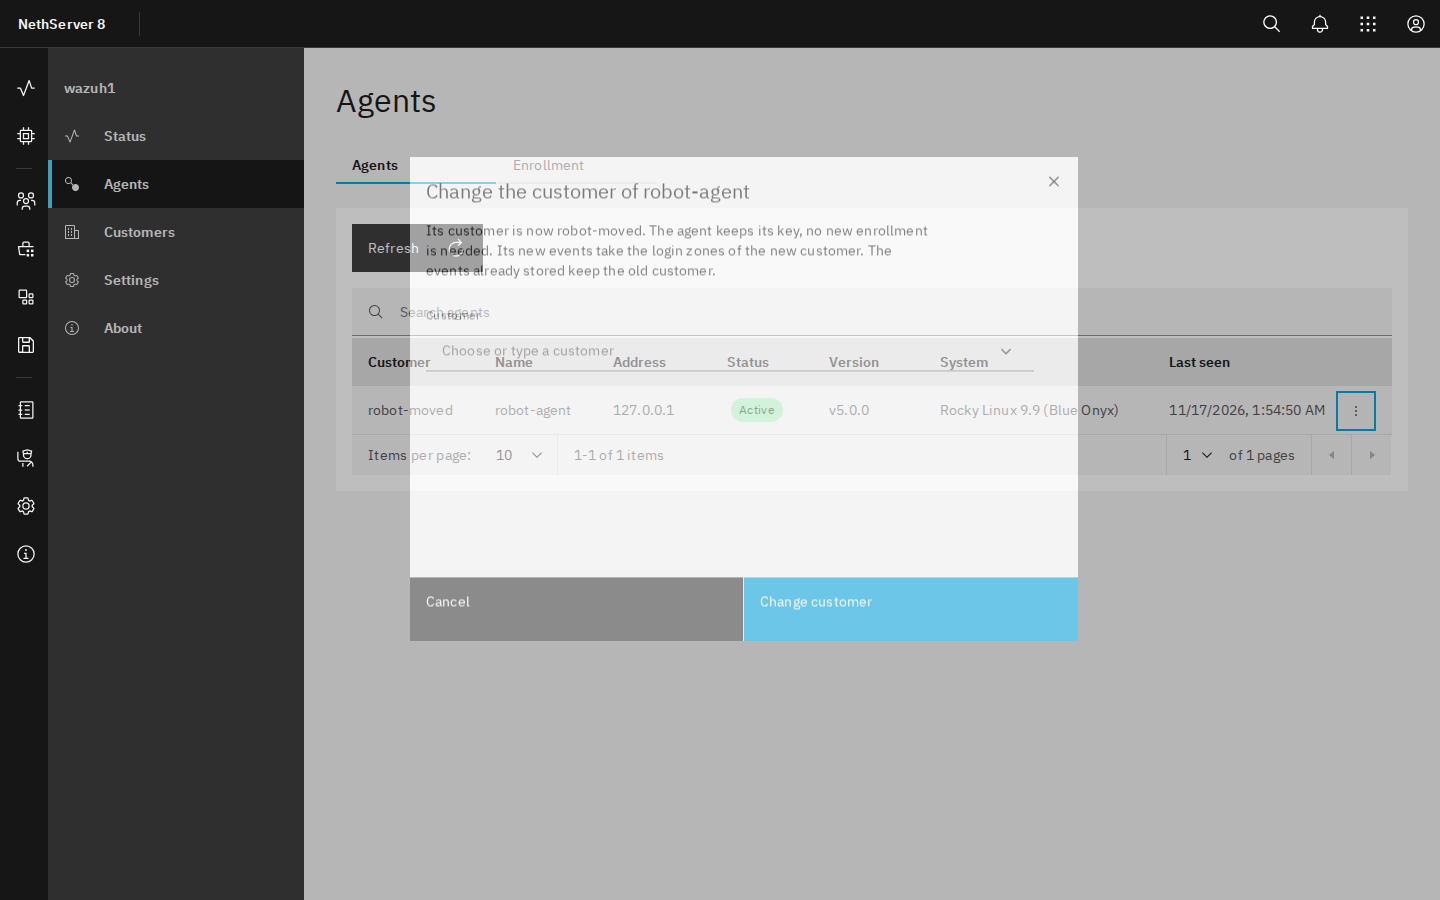 NethServer 8
wazuh1
Status
Agents
Customers
Settings
About
Agents
Agents
Enrollment
Change the customer of robot-agent
Its customer is now robot-moved. The agent keeps its key, no new enrollment
is needed. Its new events take the login zones of the new customer. The
events already stored keep the old customer.
Refresh
Search agents
Customer
Choose or type a customer
Customer Name Address Status Version System Last seen
robot-moved robot-agent 127.0.0.1 Active v5.0.0 Rocky Linux 9.9 (Blue Onyx) 11/17/2026, 1:54:50 AM
Items per page: 10 1-1 of 1 items 1 of 1 pages
Cancel
Change customer